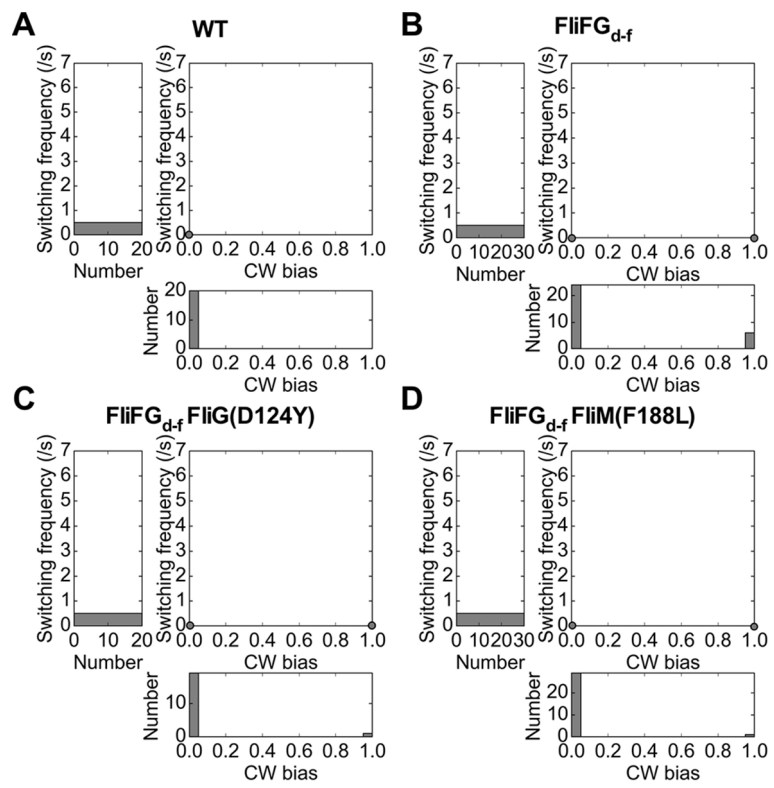 A
WT
B
FliFGd-f
Switching frequency (/s)
7
6
5
4
3
2
1
0
0 10 20
Number
Switching frequency (/s)
7
6
5
4
3
2
1
0
0.0 0.2 0.4 0.6 0.8 1.0
CW bias
Number
20
10
0
0.0 0.2 0.4 0.6 0.8 1.0
CW bias
Switching frequency (/s)
7
6
5
4
3
2
1
0
0 10 20 30
Number
Switching frequency (/s)
7
6
5
4
3
2
1
0
0.0 0.2 0.4 0.6 0.8 1.0
CW bias
Number
20
10
0
0.0 0.2 0.4 0.6 0.8 1.0
CW bias
C
FliFGd-f FliG(D124Y)
D
FliFGd-f FliM(F188L)
Switching frequency (/s)
7
6
5
4
3
2
1
0
0 10 20
Number
Switching frequency (/s)
7
6
5
4
3
2
1
0
0.0 0.2 0.4 0.6 0.8 1.0
CW bias
Number
10
0
0.0 0.2 0.4 0.6 0.8 1.0
CW bias
Switching frequency (/s)
7
6
5
4
3
2
1
0
0 10 20 30
Number
Switching frequency (/s)
7
6
5
4
3
2
1
0
0.0 0.2 0.4 0.6 0.8 1.0
CW bias
Number
20
10
0
0.0 0.2 0.4 0.6 0.8 1.0
CW bias